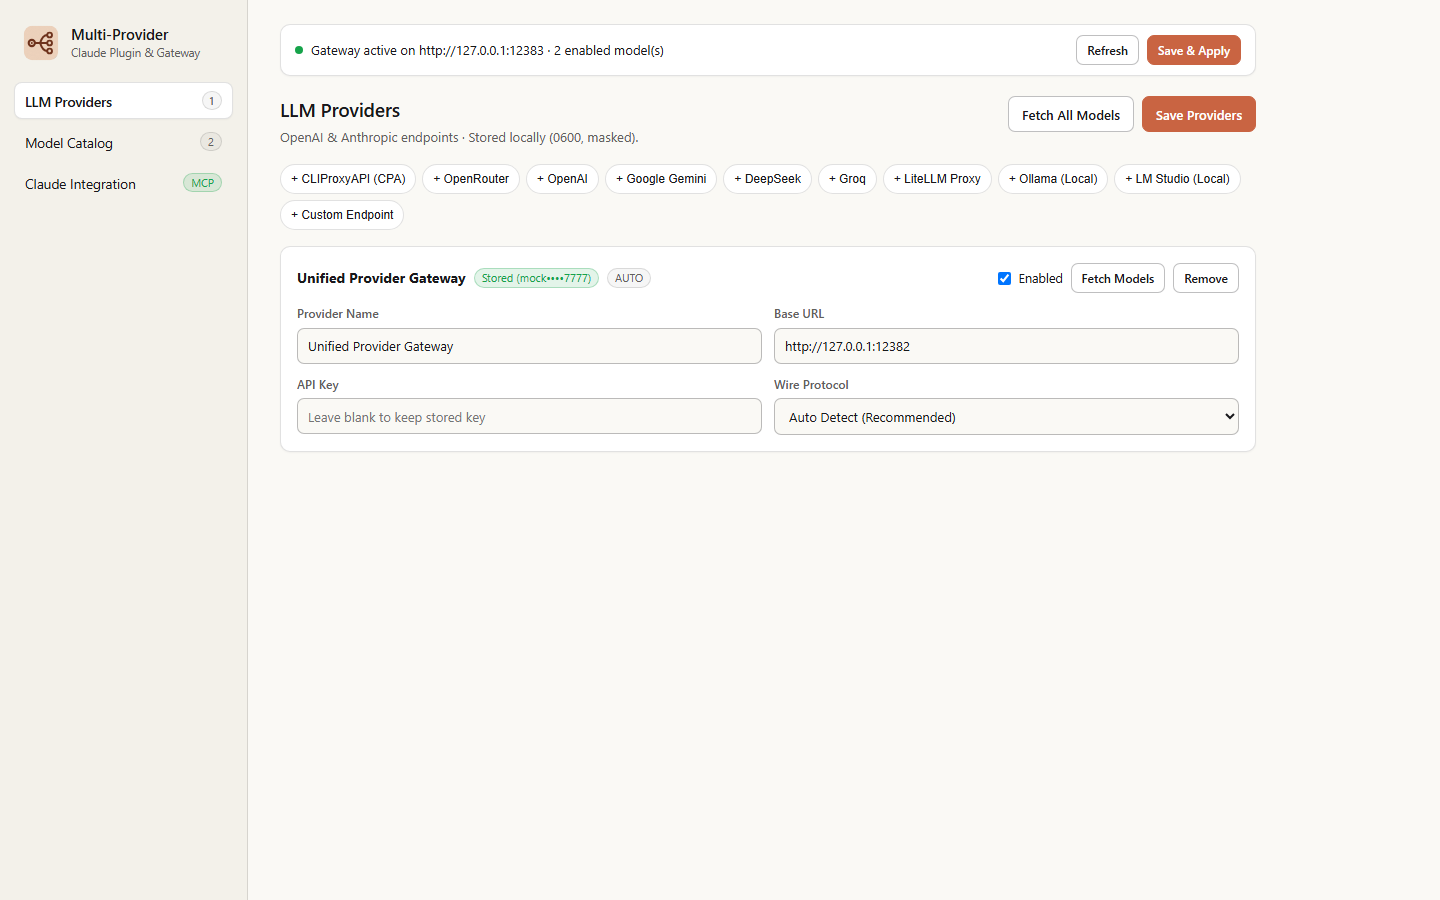 Multi-Provider
Claude Plugin & Gateway
LLM Providers 1
Model Catalog 2
Claude Integration MCP
Gateway active on http://127.0.0.1:12383 · 2 enabled model(s)
Refresh
Save & Apply
LLM Providers
OpenAI & Anthropic endpoints · Stored locally (0600, masked).
Fetch All Models
Save Providers
+ CLIProxyAPI (CPA)
+ OpenRouter
+ OpenAI
+ Google Gemini
+ DeepSeek
+ Groq
+ LiteLLM Proxy
+ Ollama (Local)
+ LM Studio (Local)
+ Custom Endpoint
Unified Provider Gateway
Stored (mock••••7777)
AUTO
Enabled
Fetch Models
Remove
Provider Name
Unified Provider Gateway
Base URL
http://127.0.0.1:12382
API Key
Leave blank to keep stored key
Wire Protocol
Auto Detect (Recommended)